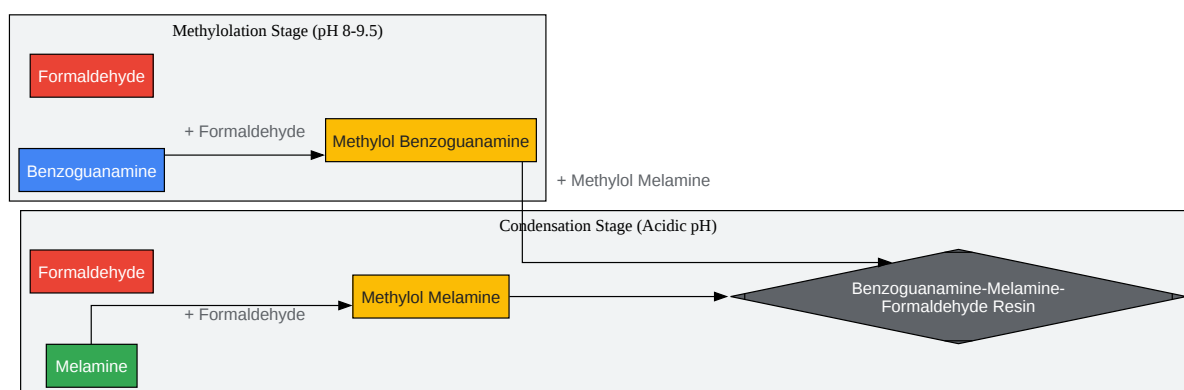 Methylolation Stage (pH 8-9.5)
Formaldehyde
+ Formaldehyde
Methylol Benzoguanamine
Benzoguanamine
+ Methylol Melamine
Condensation Stage (Acidic pH)
Formaldehyde
+ Formaldehyde
Methylol Melamine
Benzoguanamine-Melamine-
Formaldehyde Resin
Melamine